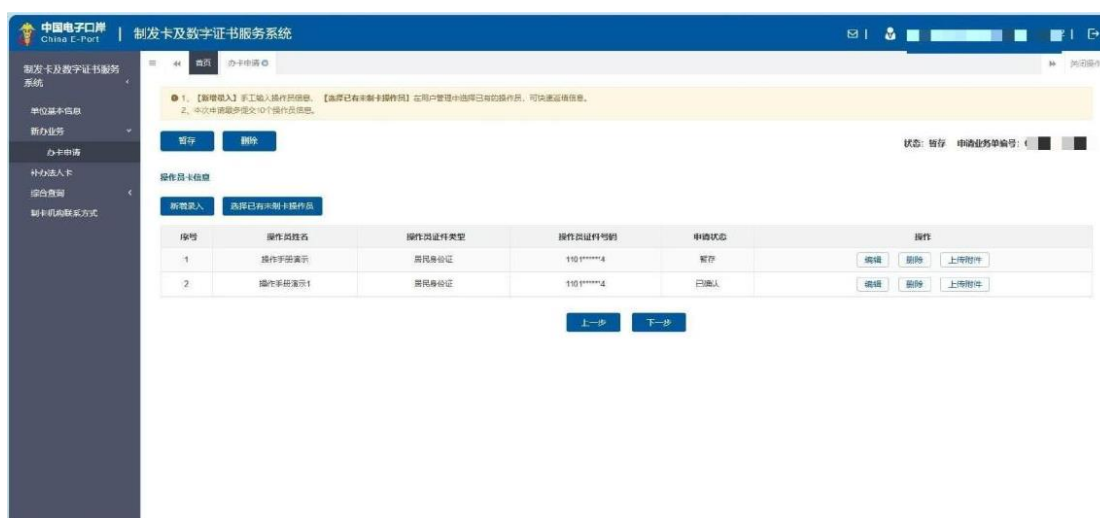 中国电子口岸
China E-Port
制发卡及数字证书服务系统
制发卡及数字证书服务
系统
单位基本信息
新办业务
办卡申请
补办法人卡
综合查询
制卡机构联系方式
首页
办卡申请
关闭操作
1、【新增录入】手工输入操作员信息、【选择已有未制卡操作员】在用户管理中选择已有的操作员，可快速返填信息。
2、本次申请最多提交10个操作员信息。
暂存
删除
状态：暂存 申请业务单编号：
操作员卡信息
新增录入
选择已有未制卡操作员
序号 操作员姓名 操作员证件类型 操作员证件号码 申请状态 操作
1 操作手册演示 居民身份证 1101******4 暂存 编辑 删除 上传附件
2 操作手册演示1 居民身份证 1101******4 已确认 编辑 删除 上传附件
上一步
下一步